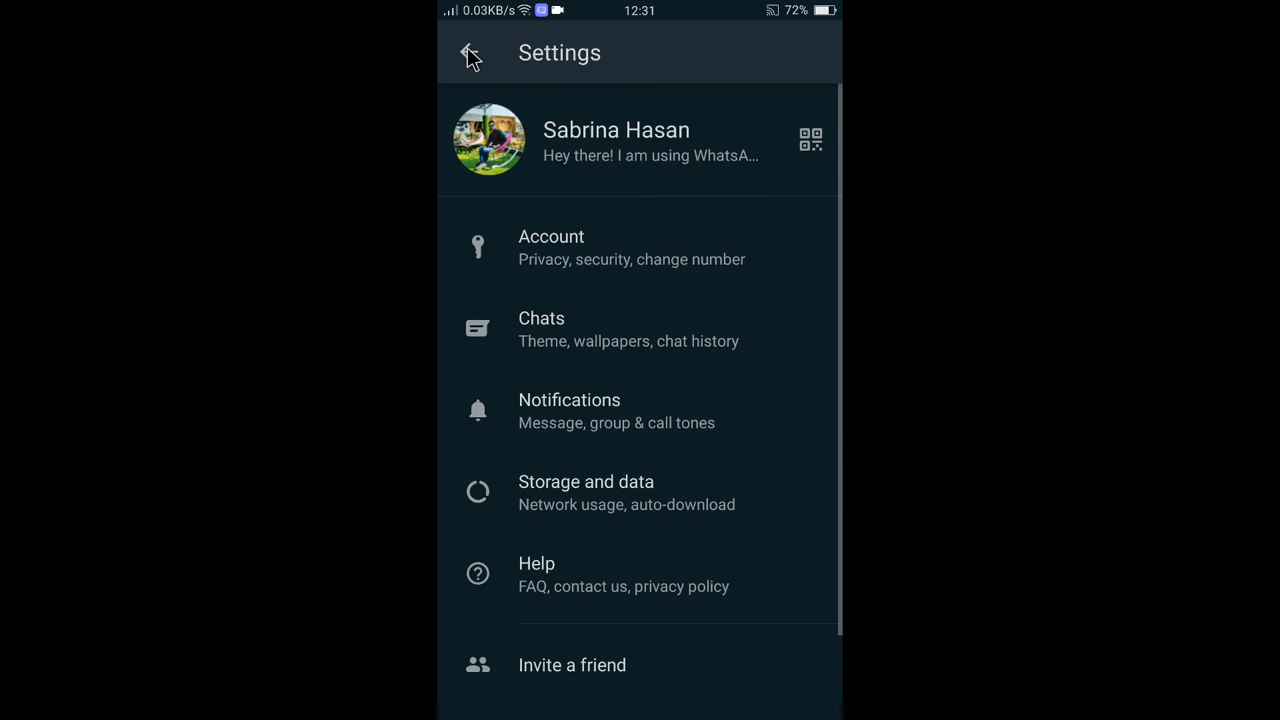 0.03KB/s 12:31 72%
Settings
Sabrina Hasan
Hey there! I am using WhatsA...
Account
Privacy, security, change number
Chats
Theme, wallpapers, chat history
Notifications
Message, group & call tones
Storage and data
Network usage, auto-download
Help
FAQ, contact us, privacy policy
Invite a friend